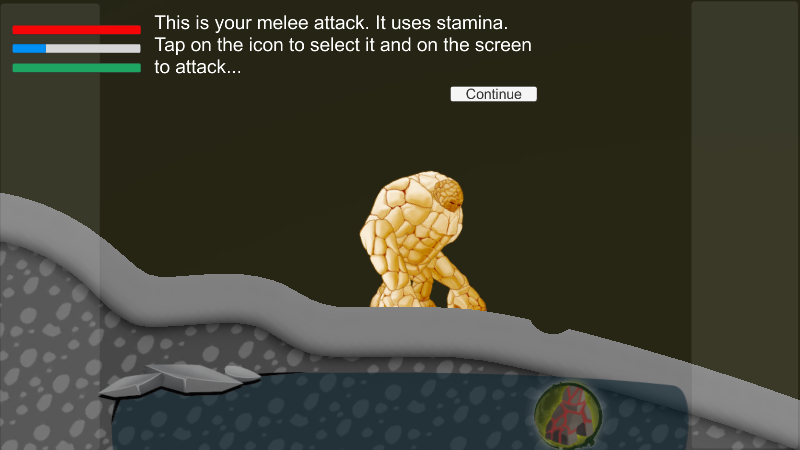 This is your melee attack. It uses stamina.
Tap on the icon to select it and on the screen
to attack...
Continue